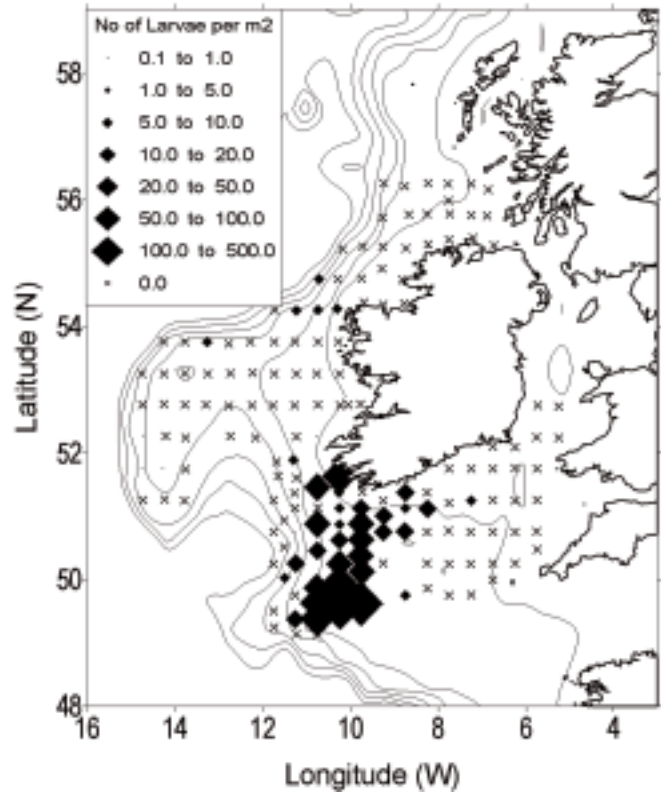 No of Larvae per m2
0.1 to 1.0
1.0 to 5.0
5.0 to 10.0
10.0 to 20.0
20.0 to 50.0
50.0 to 100.0
100.0 to 500.0
0.0
58
56
54
52
50
48
Latitude (N)
16 14 12 10 8 6 4
Longitude (W)